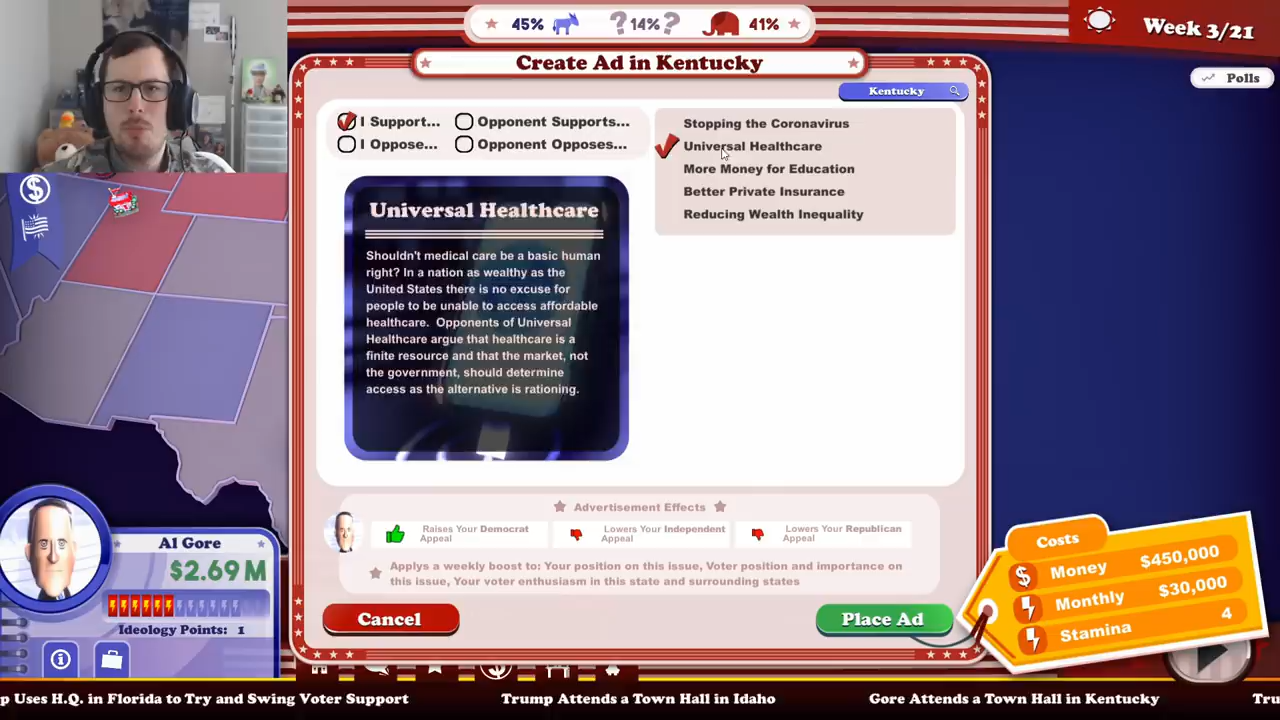 45%
?14%?
41%
Week 3/21
Create Ad in Kentucky
Polls
Kentucky
I Support...
Opponent Supports...
I Oppose...
Opponent Opposes...
Stopping the Coronavirus
Universal Healthcare
More Money for Education
Better Private Insurance
Reducing Wealth Inequality
Universal Healthcare
Shouldn't medical care be a basic human
right? In a nation as wealthy as the
United States there is no excuse for
people to be unable to access affordable
healthcare. Opponents of Universal
Healthcare argue that healthcare is a
finite resource and that the market, not
the government, should determine
access as the alternative is rationing.
Advertisement Effects
Raises Your Democrat
Appeal
Lowers Your Independent
Appeal
Lowers Your Republican
Appeal
Applys a weekly boost to: Your position on this issue, Voter position and importance on
this issue, Your voter enthusiasm in this state and surrounding states
Cancel
Place Ad
Costs
Money $450,000
Monthly $30,000
Stamina 4
Al Gore
$2.69 M
Ideology Points: 1
p Uses H.Q. in Florida to Try and Swing Voter Support
Trump Attends a Town Hall in Idaho
Gore Attends a Town Hall in Kentucky
Tru